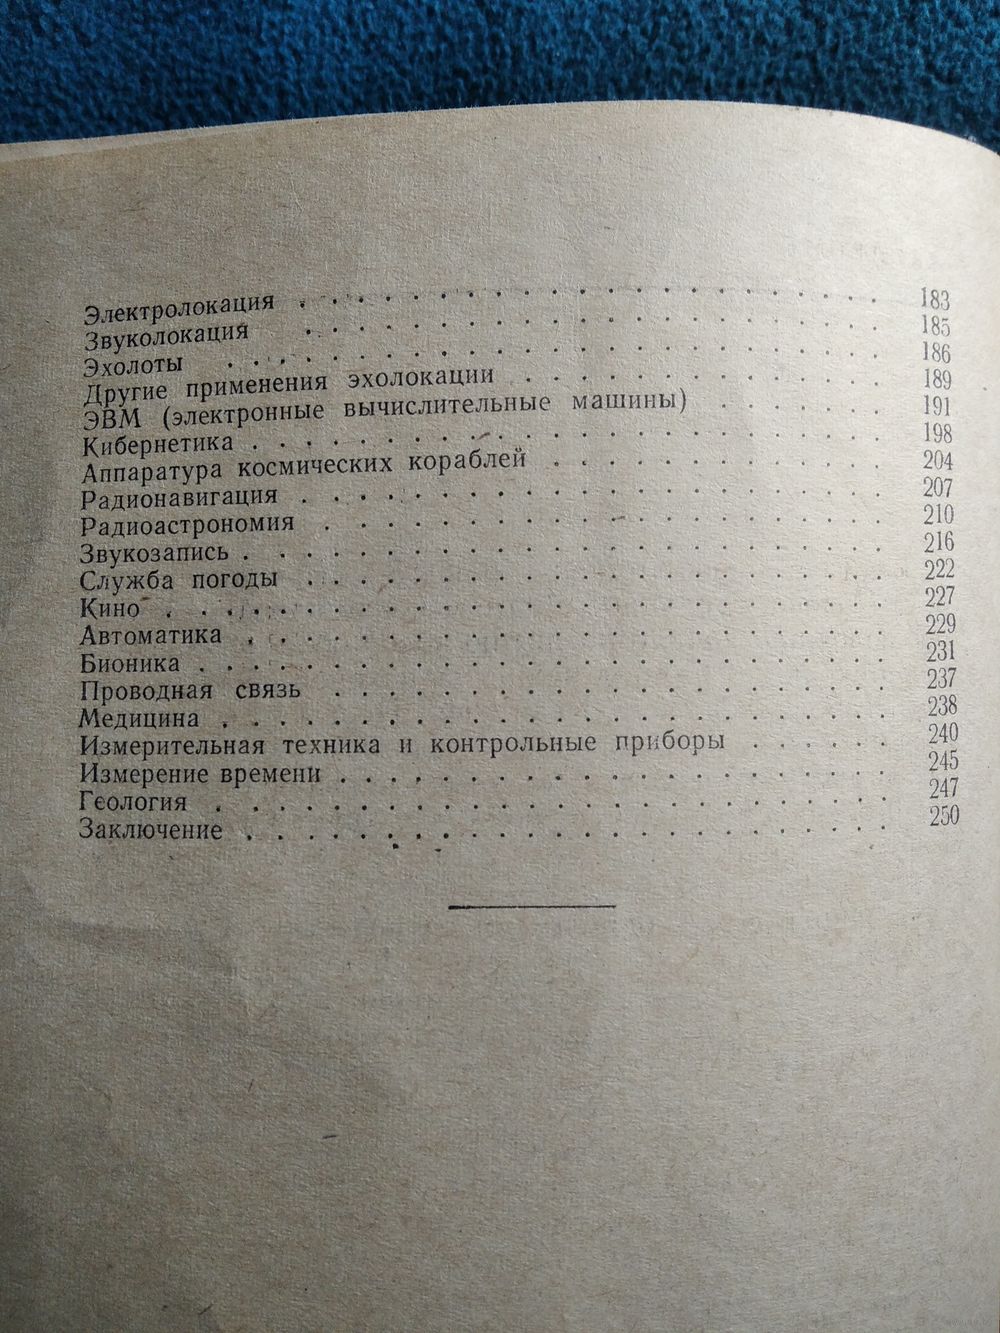 Электролокация . . . . . . . . . . . . . . . . . . . . . 183
Звуколокация . . . . . . . . . . . . . . . . . . . . . 185
Эхолоты . . . . . . . . . . . . . . . . . . . . . . . . 186
Другие применения эхолокации . . . . . . . . . . . . . 189
ЭВМ (электронные вычислительные машины) . . . . . . . 191
Кибернетика . . . . . . . . . . . . . . . . . . . . . . 198
Аппаратура космических кораблей . . . . . . . . . . . . 204
Радионавигация . . . . . . . . . . . . . . . . . . . . . 207
Радиоастрономия . . . . . . . . . . . . . . . . . . . . 210
Звукозапись . . . . . . . . . . . . . . . . . . . . . . 216
Служба погоды . . . . . . . . . . . . . . . . . . . . . 222
Кино . . . . . . . . . . . . . . . . . . . . . . . . . . 227
Автоматика . . . . . . . . . . . . . . . . . . . . . . . 229
Бионика . . . . . . . . . . . . . . . . . . . . . . . . 231
Проводная связь . . . . . . . . . . . . . . . . . . . . 237
Медицина . . . . . . . . . . . . . . . . . . . . . . . . 238
Измерительная техника и контрольные приборы . . . . . . 240
Измерение времени . . . . . . . . . . . . . . . . . . . 245
Геология . . . . . . . . . . . . . . . . . . . . . . . . 247
Заключение . . . . . . . . . . . . . . . . . . . . . . . 250